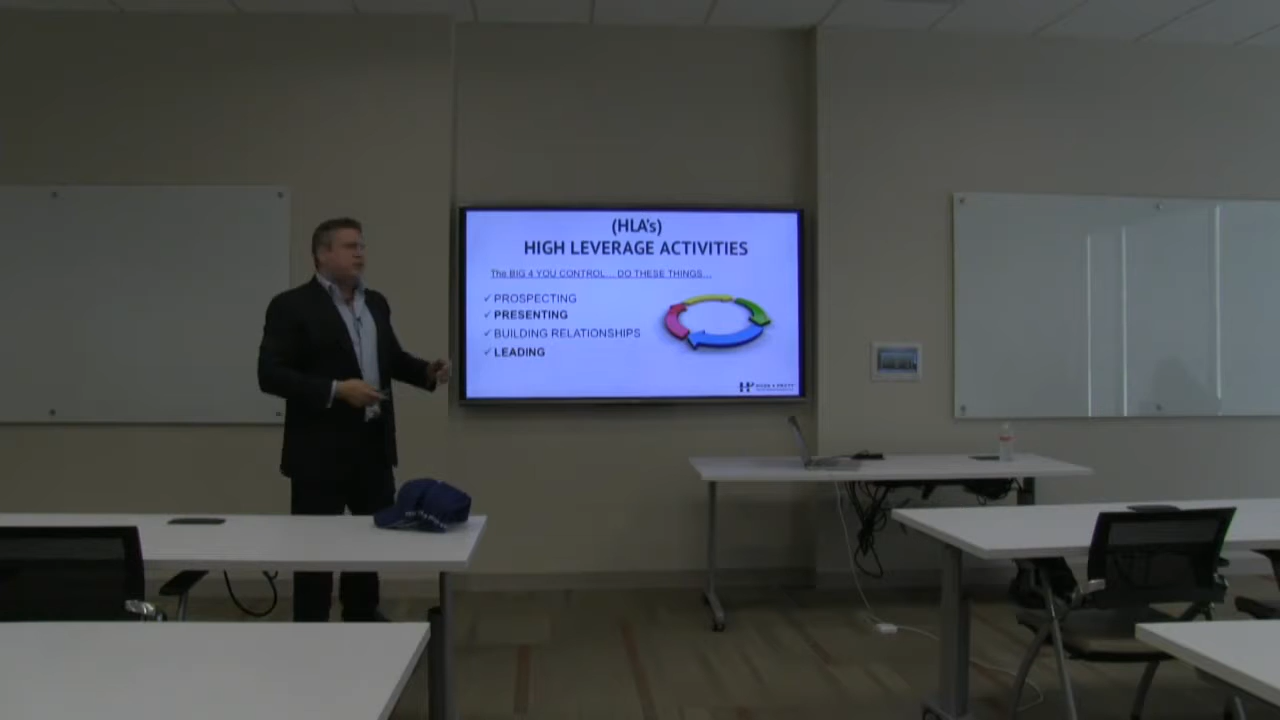 (HLA's)
HIGH LEVERAGE ACTIVITIES
The BIG 4 YOU CONTROL... DO THESE THINGS...
✓ PROSPECTING
✓ PRESENTING
✓ BUILDING RELATIONSHIPS
✓ LEADING